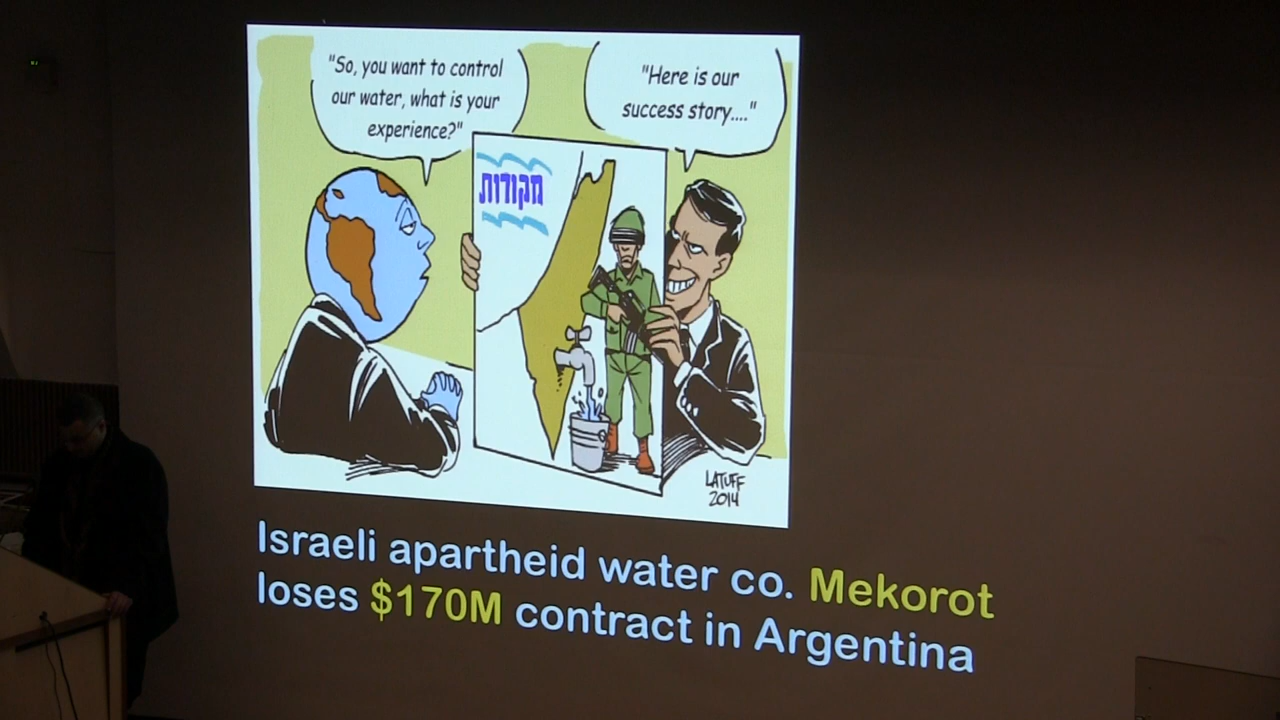 "So, you want to control
our water, what is your
experience?"
"Here is our
success story...."
מקורות
LATUFF
2014
Israeli apartheid water co. Mekorot
loses $170M contract in Argentina